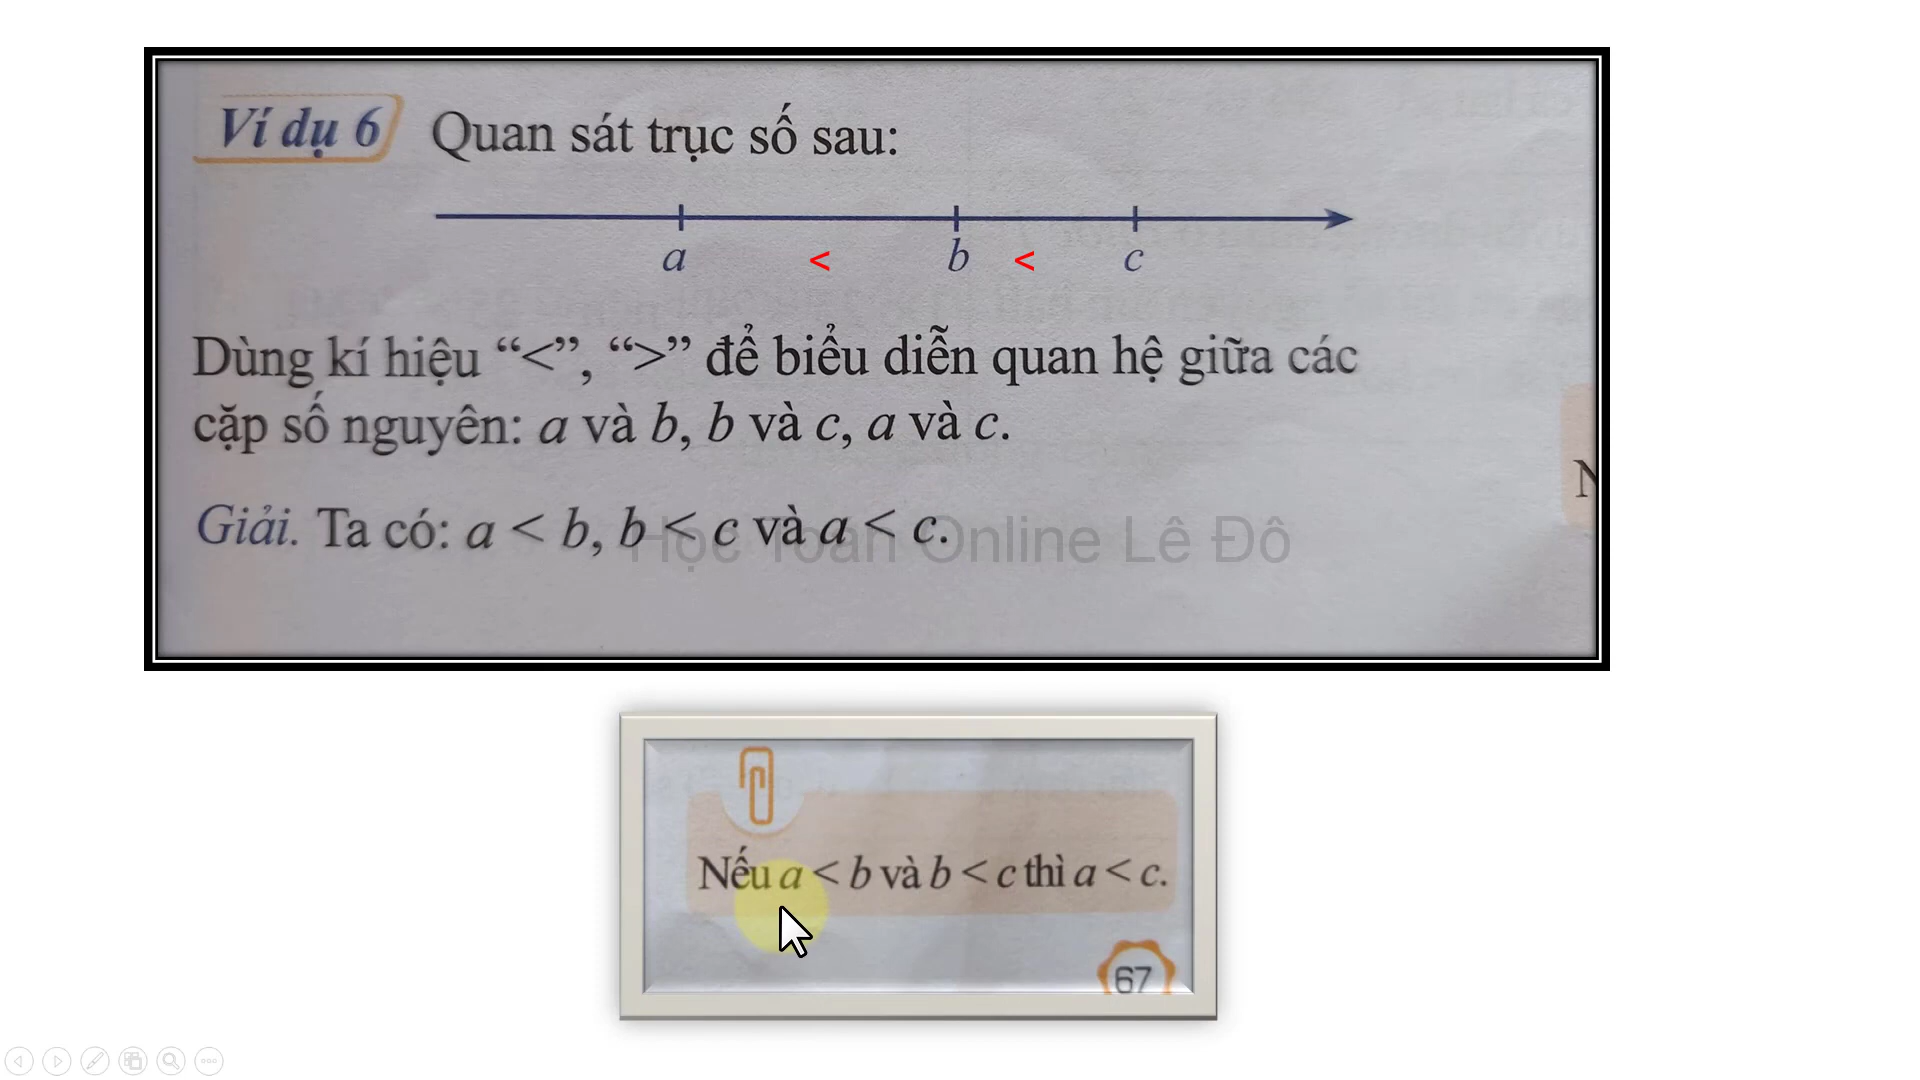 Ví dụ 6 Quan sát trục số sau:
a < b < c
Dùng kí hiệu “<”, “>” để biểu diễn quan hệ giữa các
cặp số nguyên: a và b, b và c, a và c.
N
Giải. Ta có: a < b, b < c và a < c.
Học Toán Online Lê Đô
Nếu a < b và b < c thì a < c.
67